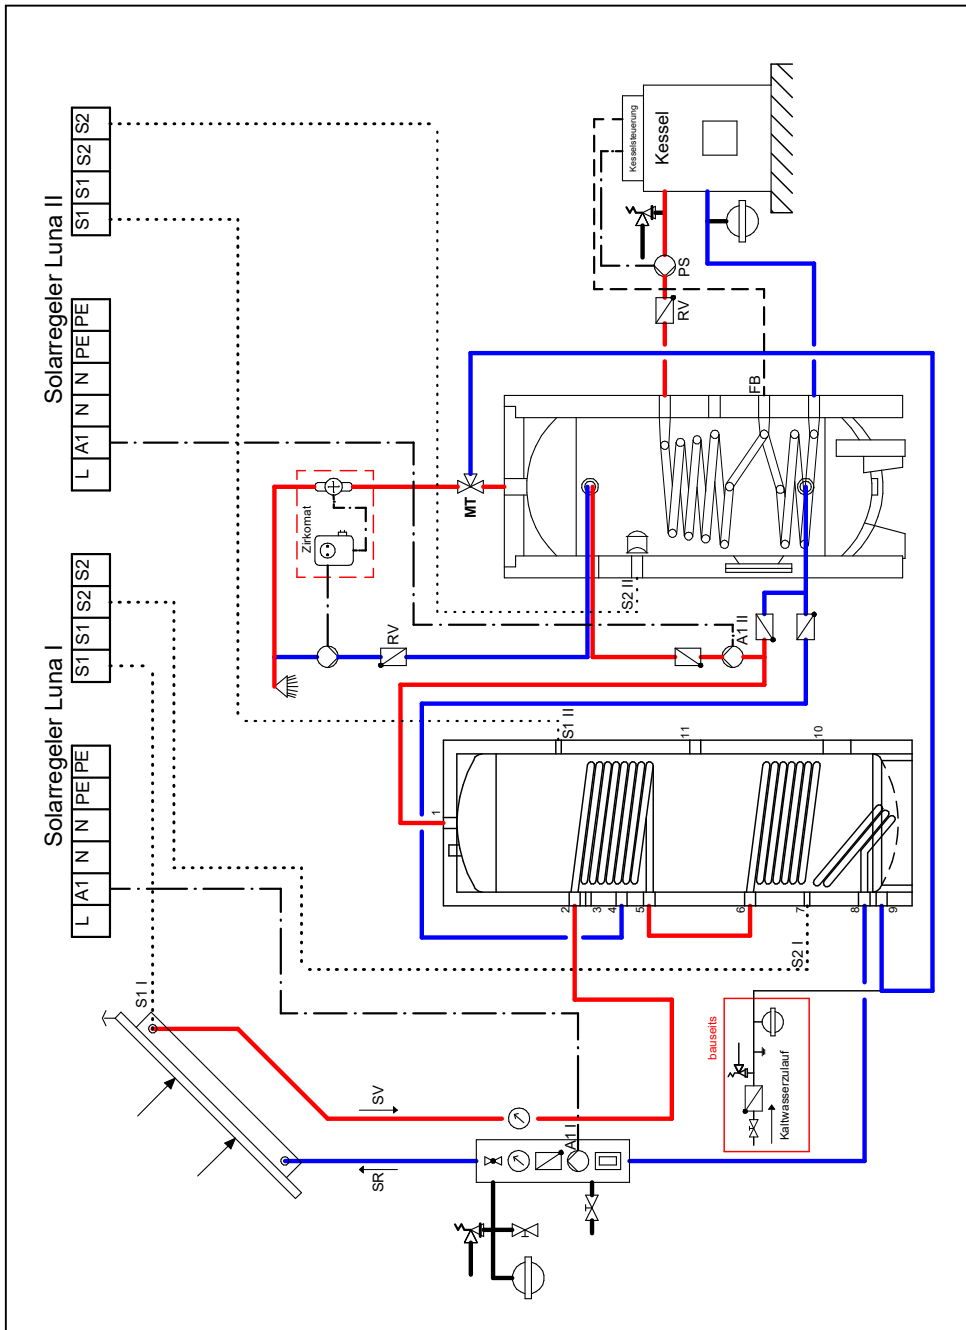 Solarregeler Luna I
L A1 N N PE PE
S1 S1 S2 S2
Solarregeler Luna II
L A1 N N PE PE
S1 S1 S2 S2
S1 I
SV
SR
A1 I
Zirkomat
RV
MT
S2 II
A1 II
S1 II
FB
RV
PS
Kesselsteuerung
Kessel
1
2
3
4
5
6
7
8
9
10
11
S2 I
bauseits
Kaltwasserzulauf